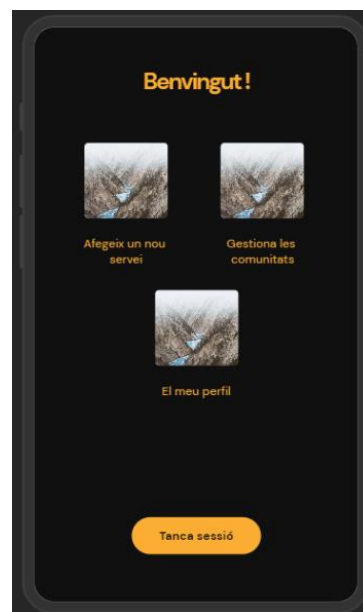 Benvingut !
Afegeix un nou
servei
Gestiona les
comunitats
El meu perfil
Tanca sessió